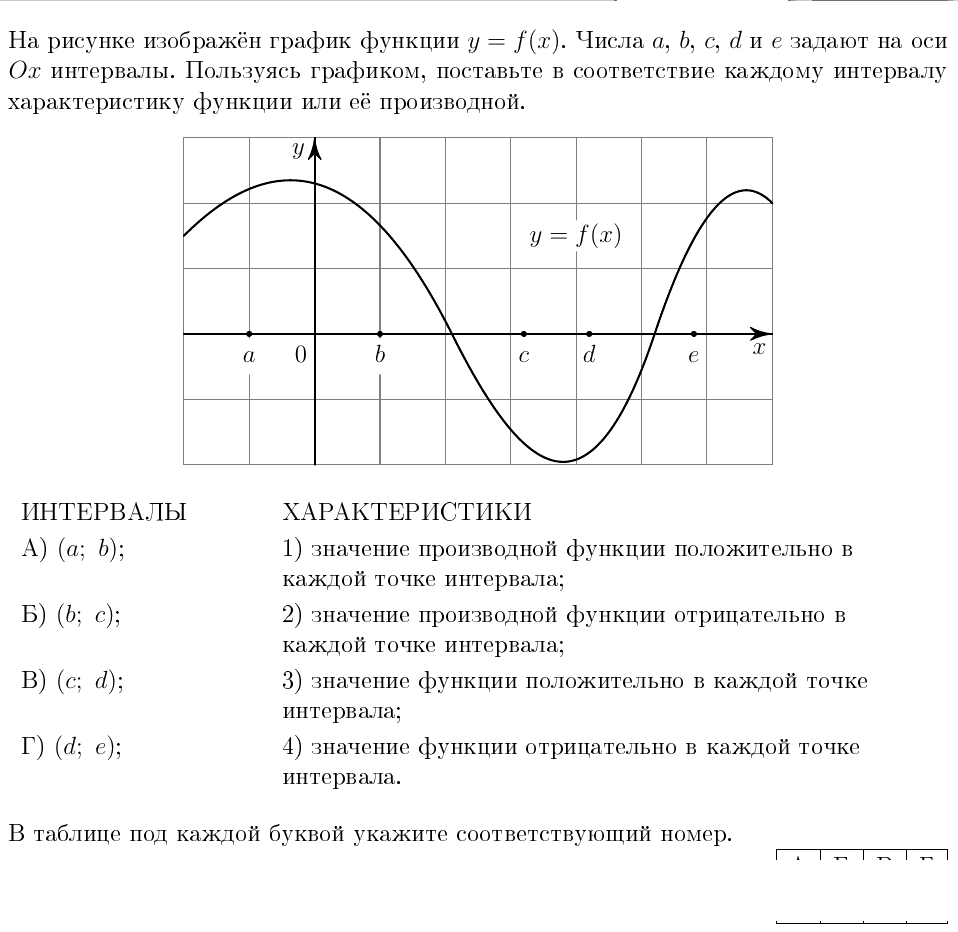 На рисунке изображён график функции y = f(x). Числа a, b, c, d и e задают на оси
Ox интервалы. Пользуясь графиком, поставьте в соответствие каждому интервалу
характеристику функции или её производной.
y
y = f(x)
a 0 b c d e x
ИНТЕРВАЛЫ ХАРАКТЕРИСТИКИ
А) (a; b); 1) значение производной функции положительно в
каждой точке интервала;
Б) (b; c); 2) значение производной функции отрицательно в
каждой точке интервала;
В) (c; d); 3) значение функции положительно в каждой точке
интервала;
Г) (d; e); 4) значение функции отрицательно в каждой точке
интервала.
В таблице под каждой буквой укажите соответствующий номер.